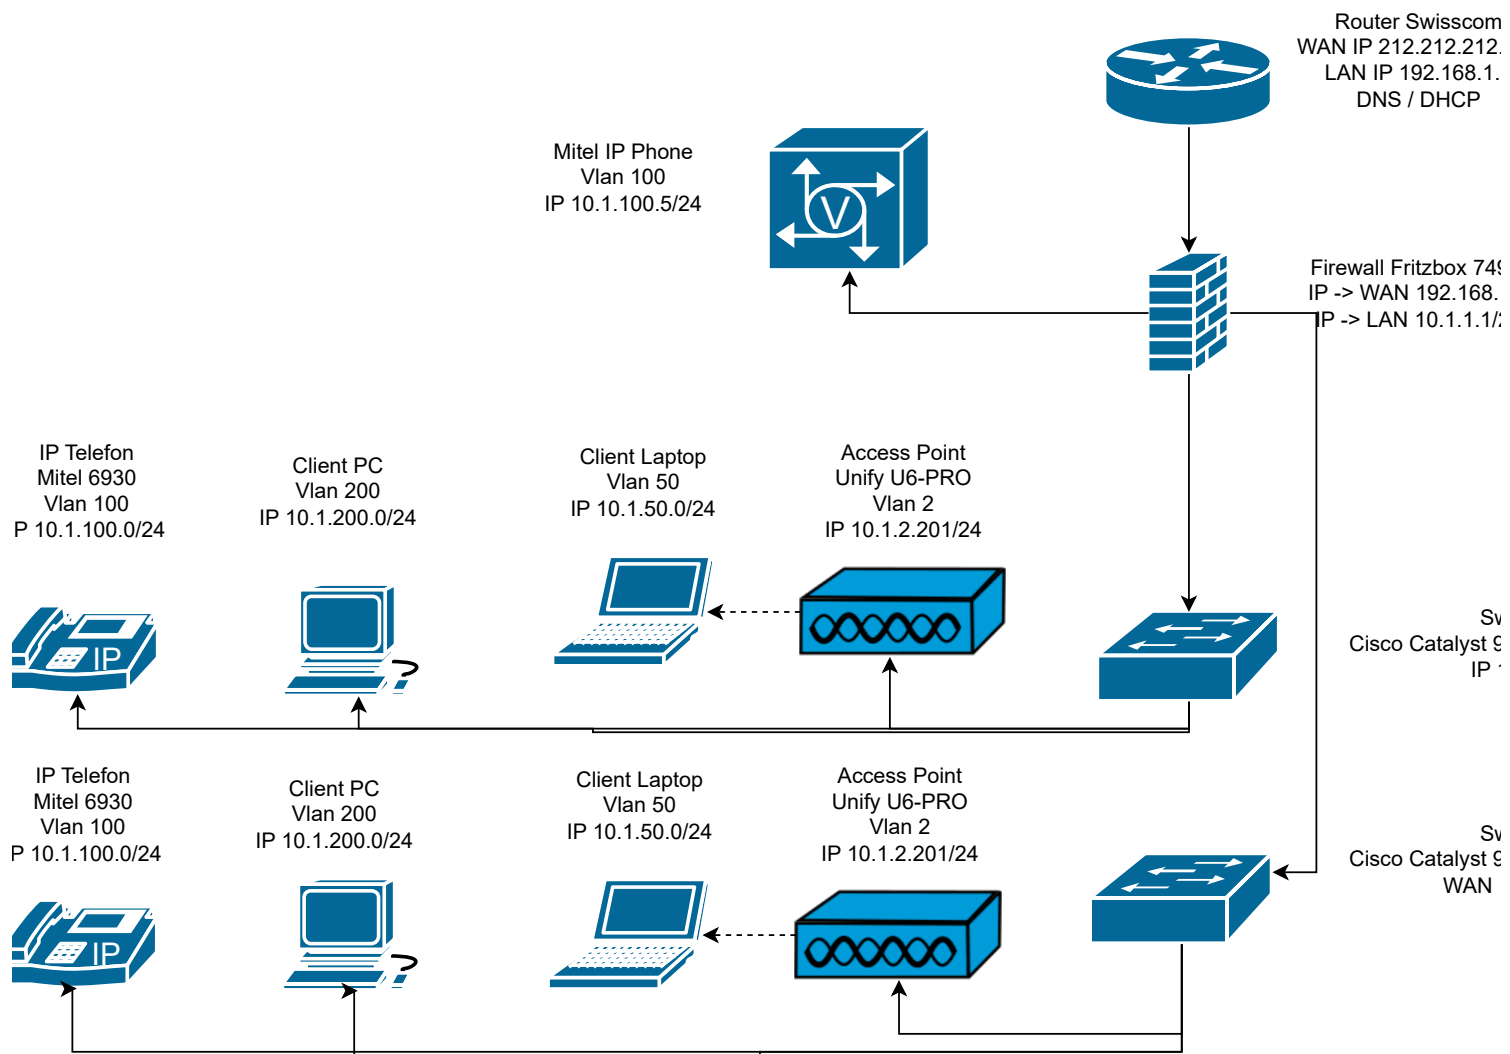 Router Swisscom
WAN IP 212.212.212.
LAN IP 192.168.1.
DNS / DHCP
Mitel IP Phone
Vlan 100
IP 10.1.100.5/24
V
Firewall Fritzbox 749
IP -> WAN 192.168.
IP -> LAN 10.1.1.1/2
IP Telefon
Mitel 6930
Vlan 100
P 10.1.100.0/24
Client PC
Vlan 200
IP 10.1.200.0/24
Client Laptop
Vlan 50
IP 10.1.50.0/24
Access Point
Unify U6-PRO
Vlan 2
IP 10.1.2.201/24
IP
Sw
Cisco Catalyst 9
IP 1
IP Telefon
Mitel 6930
Vlan 100
P 10.1.100.0/24
Client PC
Vlan 200
IP 10.1.200.0/24
Client Laptop
Vlan 50
IP 10.1.50.0/24
Access Point
Unify U6-PRO
Vlan 2
IP 10.1.2.201/24
IP
Sw
Cisco Catalyst 9
WAN